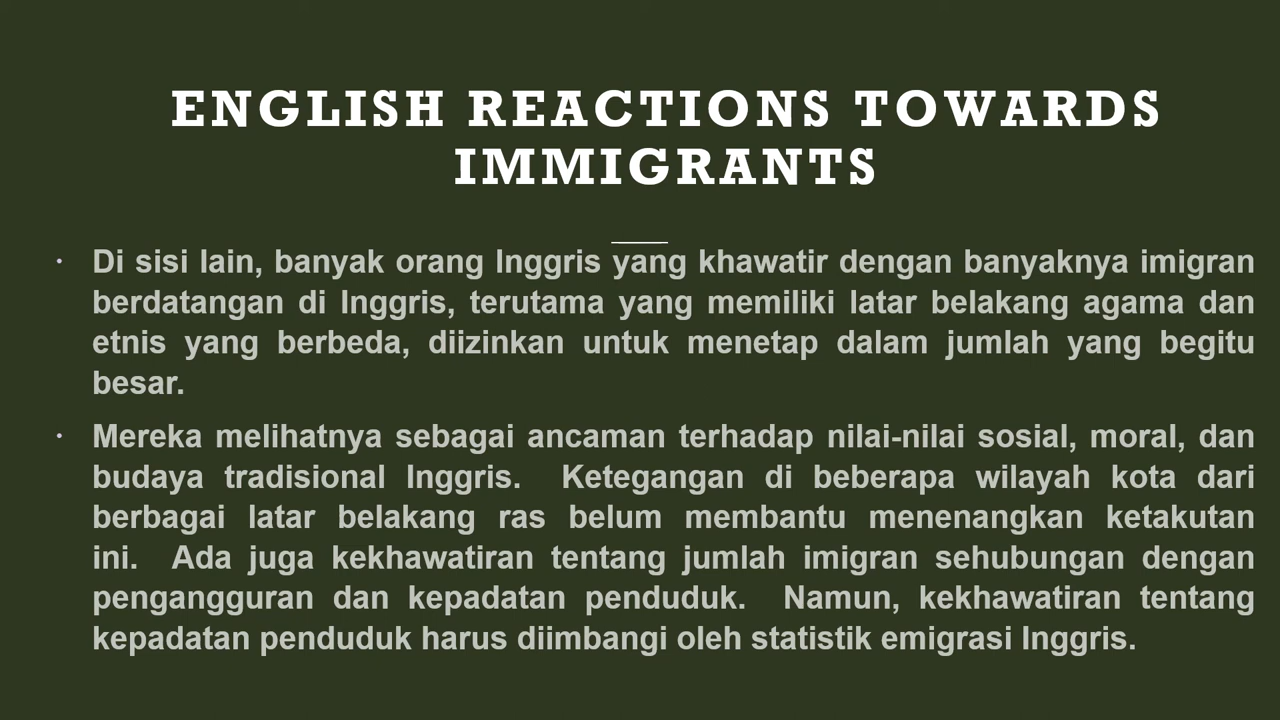 ENGLISH REACTIONS TOWARDS
IMMIGRANTS
• Di sisi lain, banyak orang Inggris yang khawatir dengan banyaknya imigran
berdatangan di Inggris, terutama yang memiliki latar belakang agama dan
etnis yang berbeda, diizinkan untuk menetap dalam jumlah yang begitu
besar.
• Mereka melihatnya sebagai ancaman terhadap nilai-nilai sosial, moral, dan
budaya tradisional Inggris. Ketegangan di beberapa wilayah kota dari
berbagai latar belakang ras belum membantu menenangkan ketakutan
ini. Ada juga kekhawatiran tentang jumlah imigran sehubungan dengan
pengangguran dan kepadatan penduduk. Namun, kekhawatiran tentang
kepadatan penduduk harus diimbangi oleh statistik emigrasi Inggris.